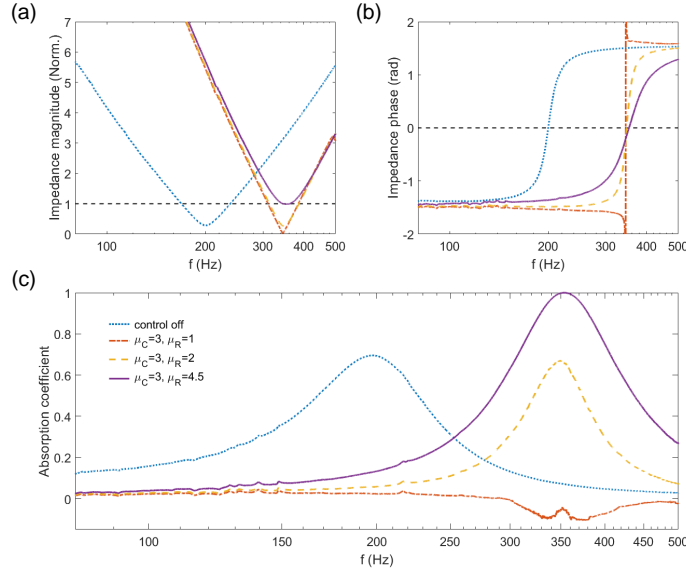 (a)
(b)
Impedance magnitude (Norm.)
7
6
5
4
3
2
1
0
100
200
300
400
500
f (Hz)
Impedance phase (rad)
2
1
0
-1
-2
100
200
300
400
500
f (Hz)
(c)
Absorption coefficient
1
0.8
0.6
0.4
0.2
0
control off
μC=3, μR=1
μC=3, μR=2
μC=3, μR=4.5
100
150
200
250
300
350
400
450
500
f (Hz)